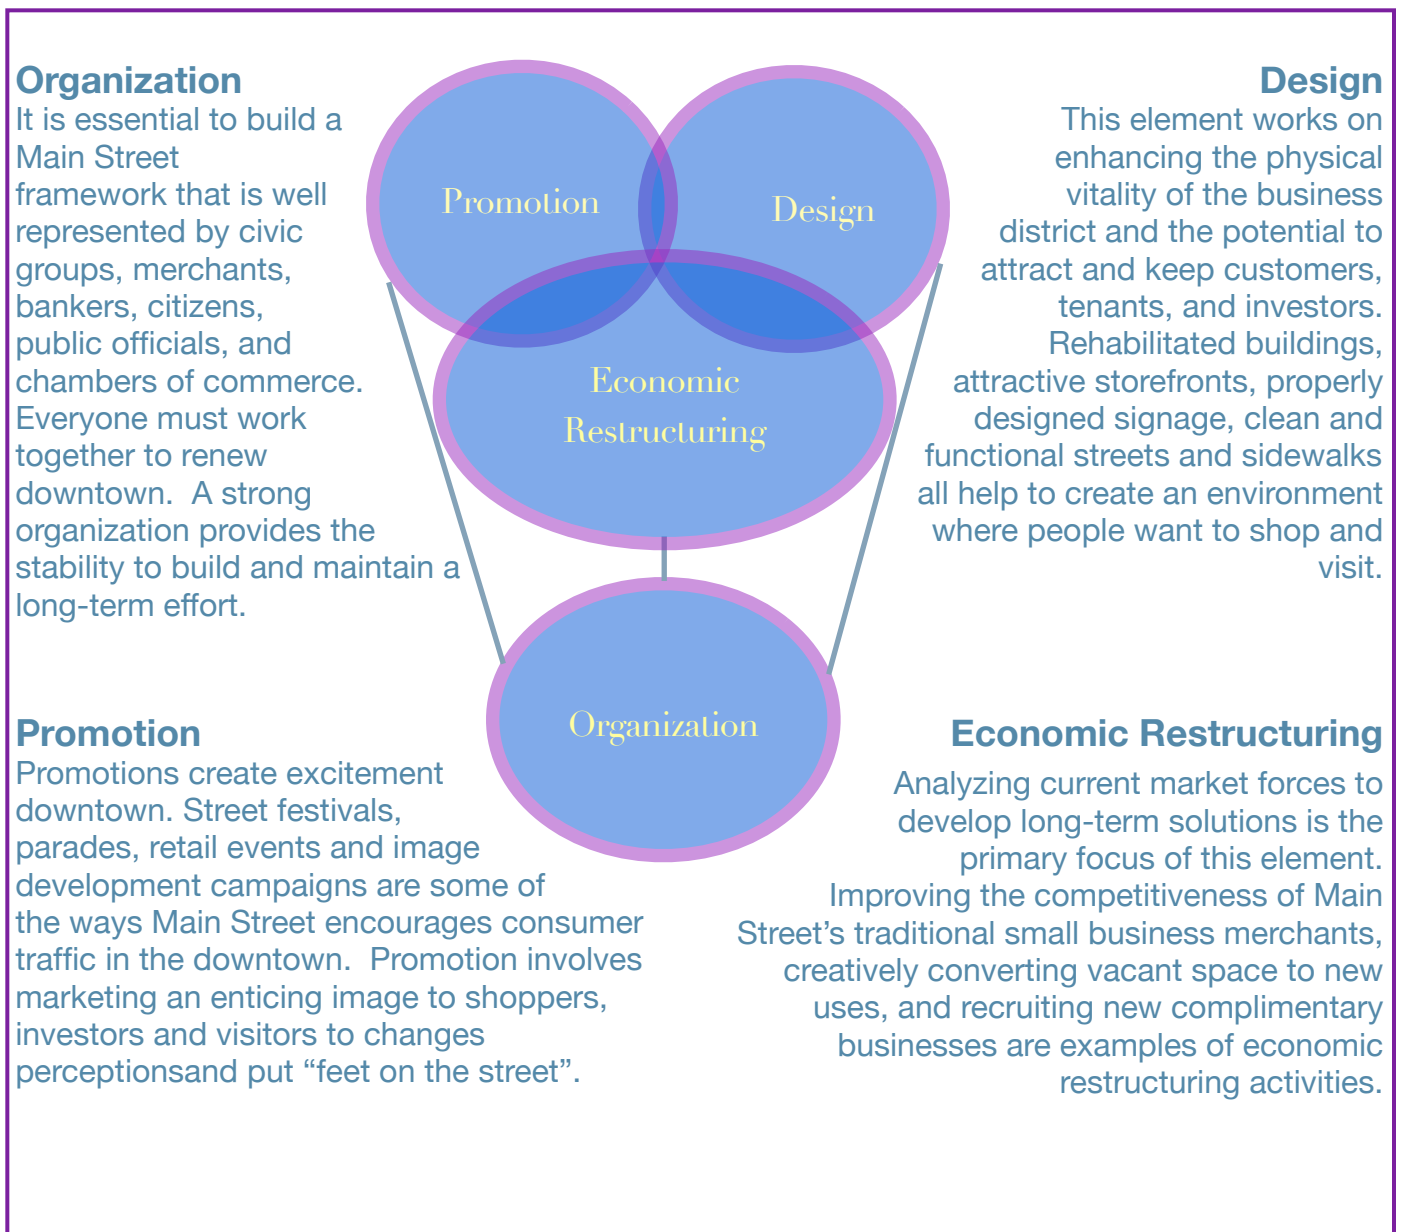 Organization
It is essential to build a
Main Street
framework that is well
represented by civic
groups, merchants,
bankers, citizens,
public officials, and
chambers of commerce.
Everyone must work
together to renew
downtown.  A strong
organization provides the
stability to build and maintain a
long-term effort.
Promotion
Design
Economic
Restructuring
Organization
Design
This element works on
enhancing the physical
vitality of the business
district and the potential to
attract and keep customers,
tenants, and investors.
Rehabilitated buildings,
attractive storefronts, properly
designed signage, clean and
functional streets and sidewalks
all help to create an environment
where people want to shop and
visit.
Promotion
Promotions create excitement
downtown. Street festivals,
parades, retail events and image
development campaigns are some of
the ways Main Street encourages consumer
traffic in the downtown.  Promotion involves
marketing an enticing image to shoppers,
investors and visitors to changes
perceptionsand put “feet on the street”.
Economic Restructuring
Analyzing current market forces to
develop long-term solutions is the
primary focus of this element.
Improving the competitiveness of Main
Street’s traditional small business merchants,
creatively converting vacant space to new
uses, and recruiting new complimentary
businesses are examples of economic
restructuring activities.